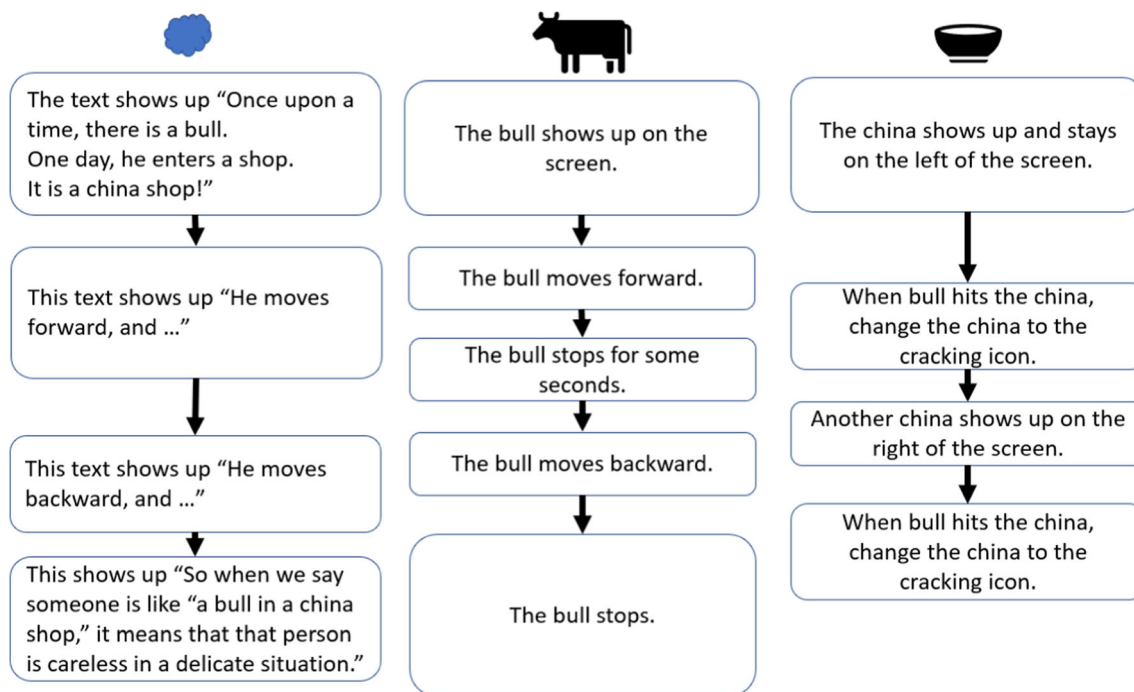 The text shows up “Once upon a
time, there is a bull.
One day, he enters a shop.
It is a china shop!”
This text shows up “He moves
forward, and …”
This text shows up “He moves
backward, and …”
This shows up “So when we say
someone is like “a bull in a china
shop,” it means that that person
is careless in a delicate situation.”
The bull shows up on the
screen.
The bull moves forward.
The bull stops for some
seconds.
The bull moves backward.
The bull stops.
The china shows up and stays
on the left of the screen.
When bull hits the china,
change the china to the
cracking icon.
Another china shows up on the
right of the screen.
When bull hits the china,
change the china to the
cracking icon.